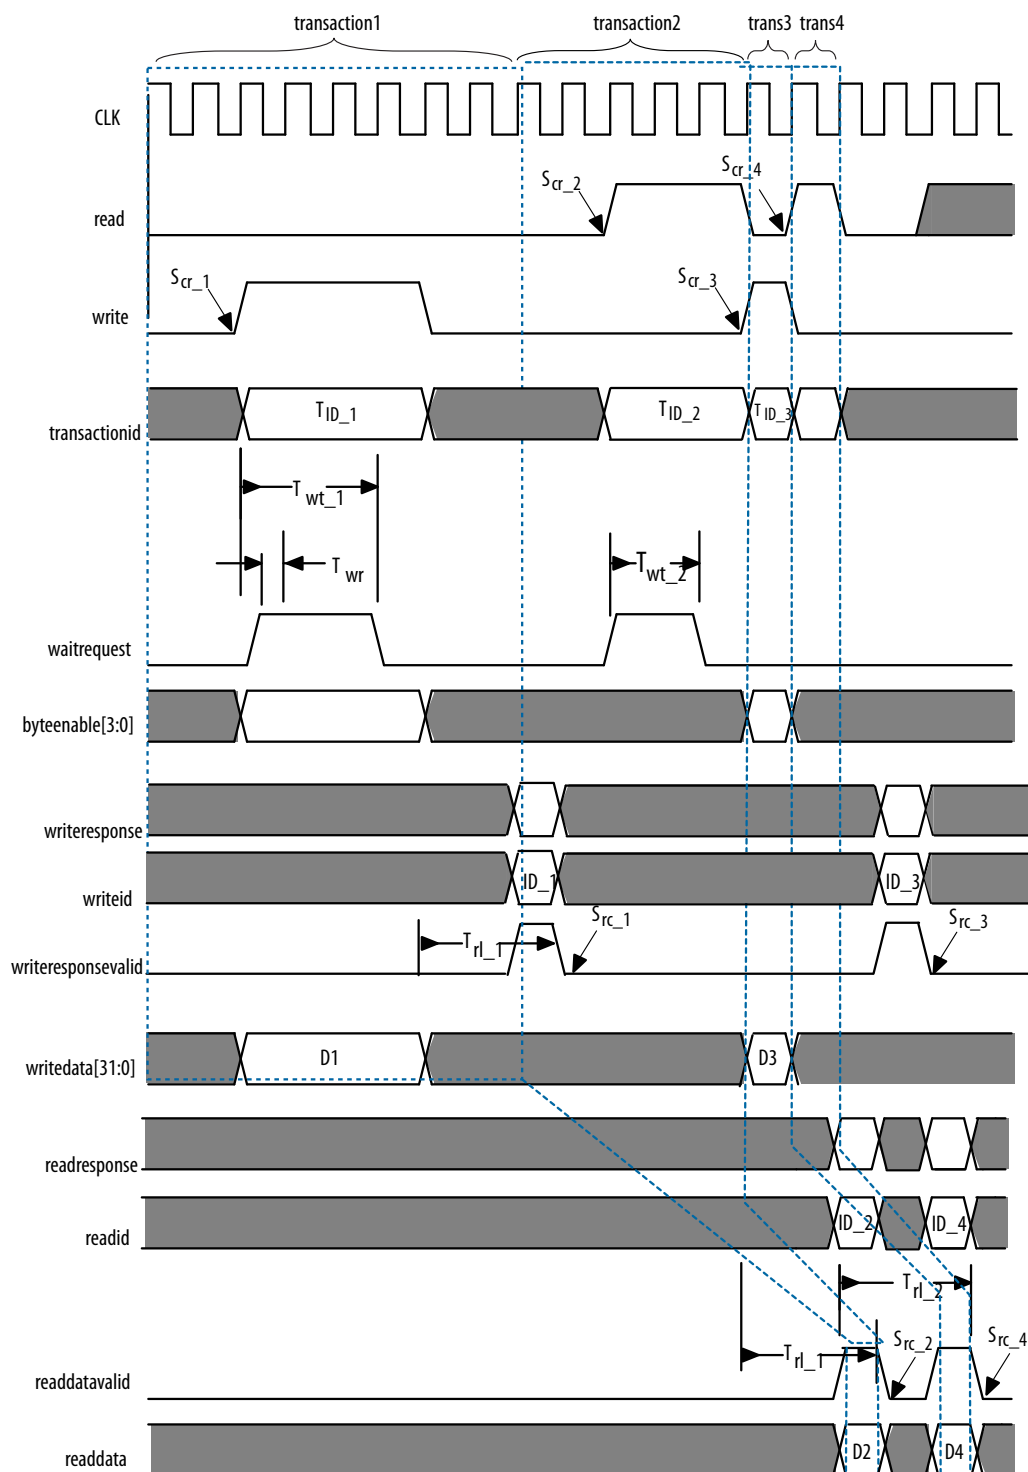 transaction1 transaction2 trans3 trans4
CLK
Scr_2 Scr_4
read
Scr_1 Scr_3
write
TID_1 TID_2 TID_3
transactionid
Twt_1
Twr Twt_2
waitrequest
byteenable[3:0]
writeresponse
ID_1 ID_3
writeid
Src_1 Src_3
Trl_1
writeresponsevalid
D1 D3
writedata[31:0]
readresponse
ID_2 ID_4
readid
Trl_2
Src_2 Src_4
Trl_1
readdatavalid
D2 D4
readdata